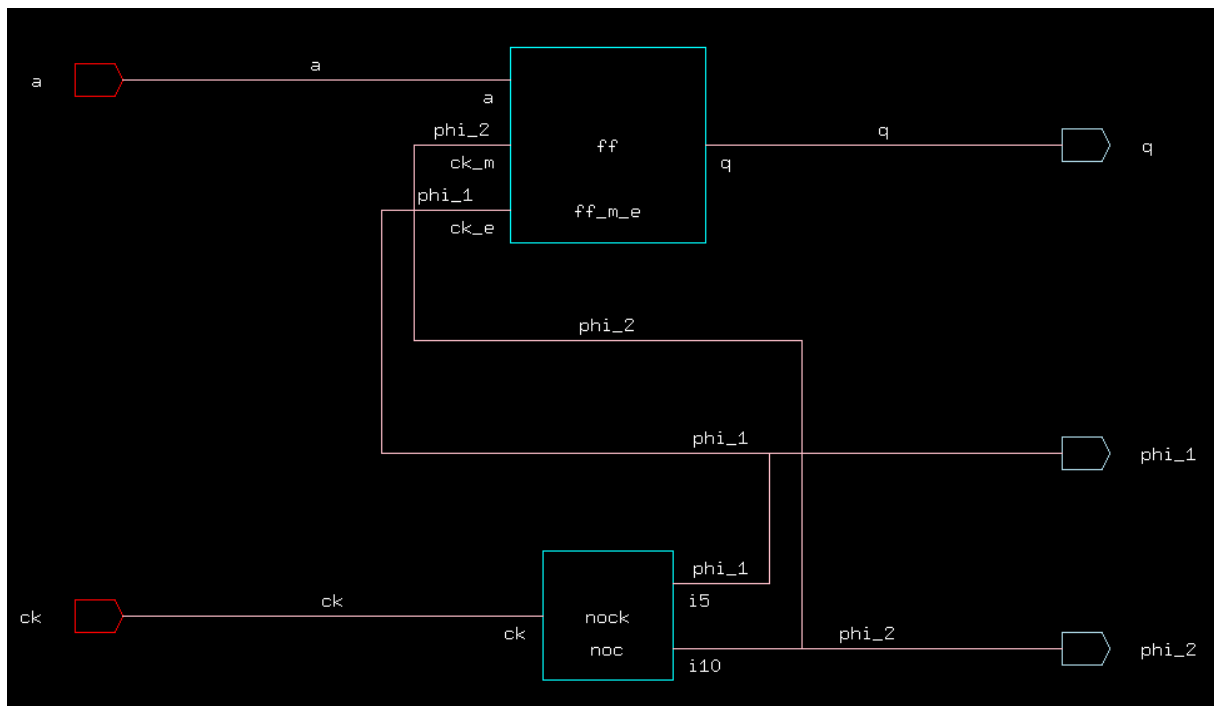 a
a
a
phi_2
ck_m
phi_1
ck_e
ff
ff_m_e
q
q
q
phi_2
phi_1
phi_1
phi_1
i5
ck
ck
ck
nock
noc
i10
phi_2
phi_2